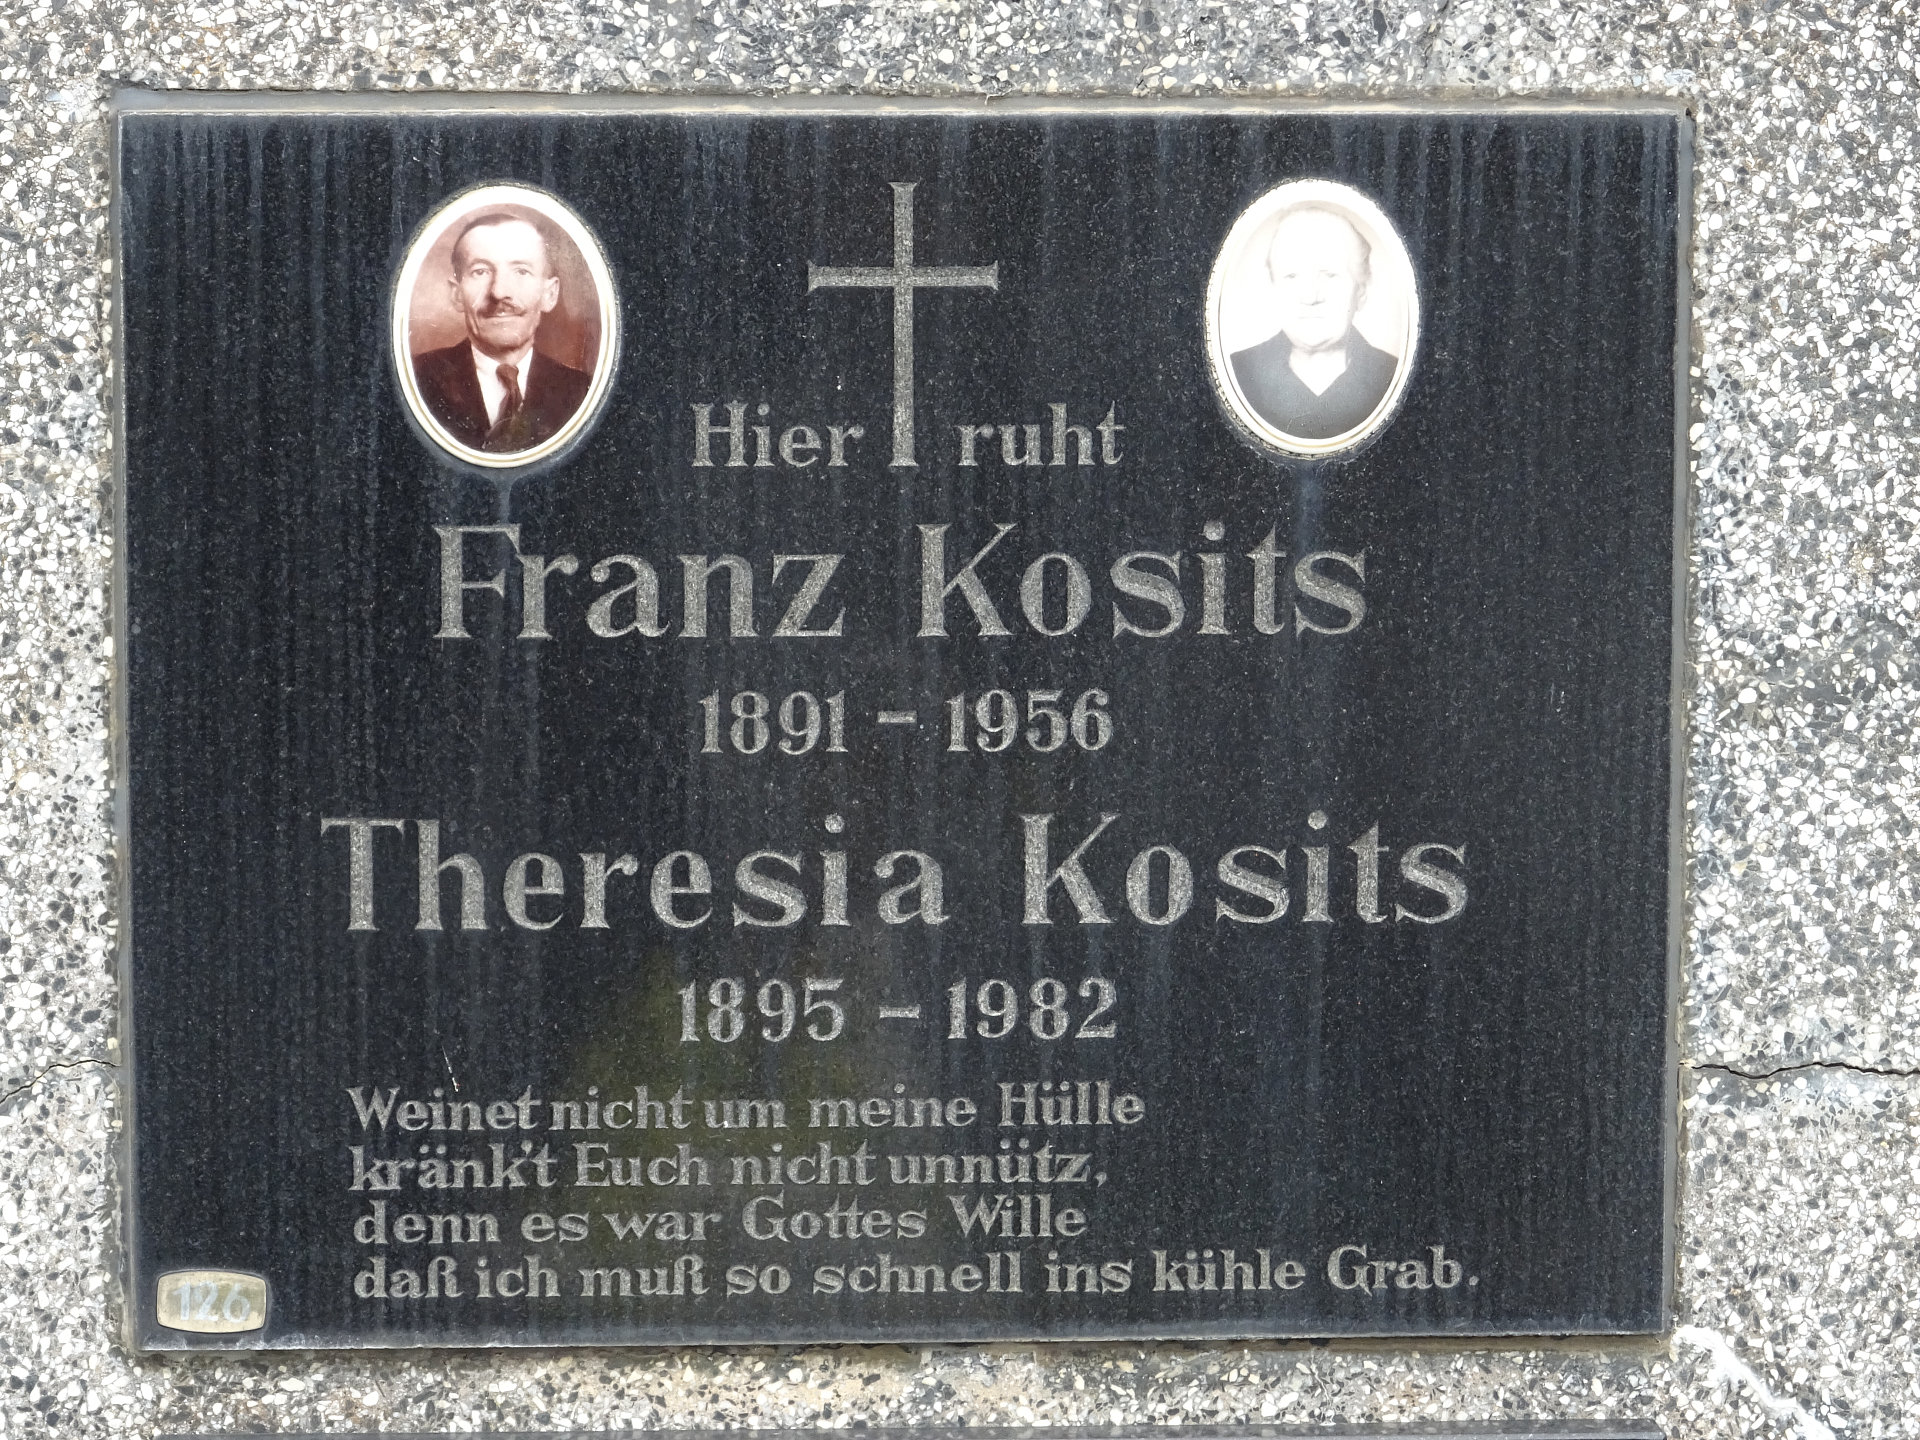 Hier ruht
Franz Kosits
1891 - 1956
Theresia Kosits
1895 - 1982
Weinet nicht um meine Hülle
kränk't Euch nicht unnütz,
denn es war Gottes Wille
daß ich muß so schnell ins kühle Grab.
126